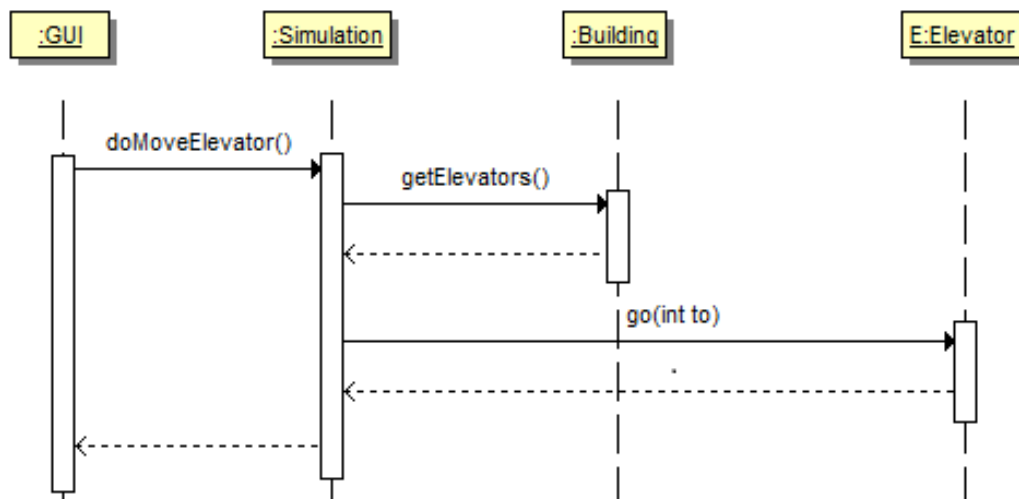 :GUI
:Simulation
:Building
E:Elevator
doMoveElevator()
getElevators()
go(int to)